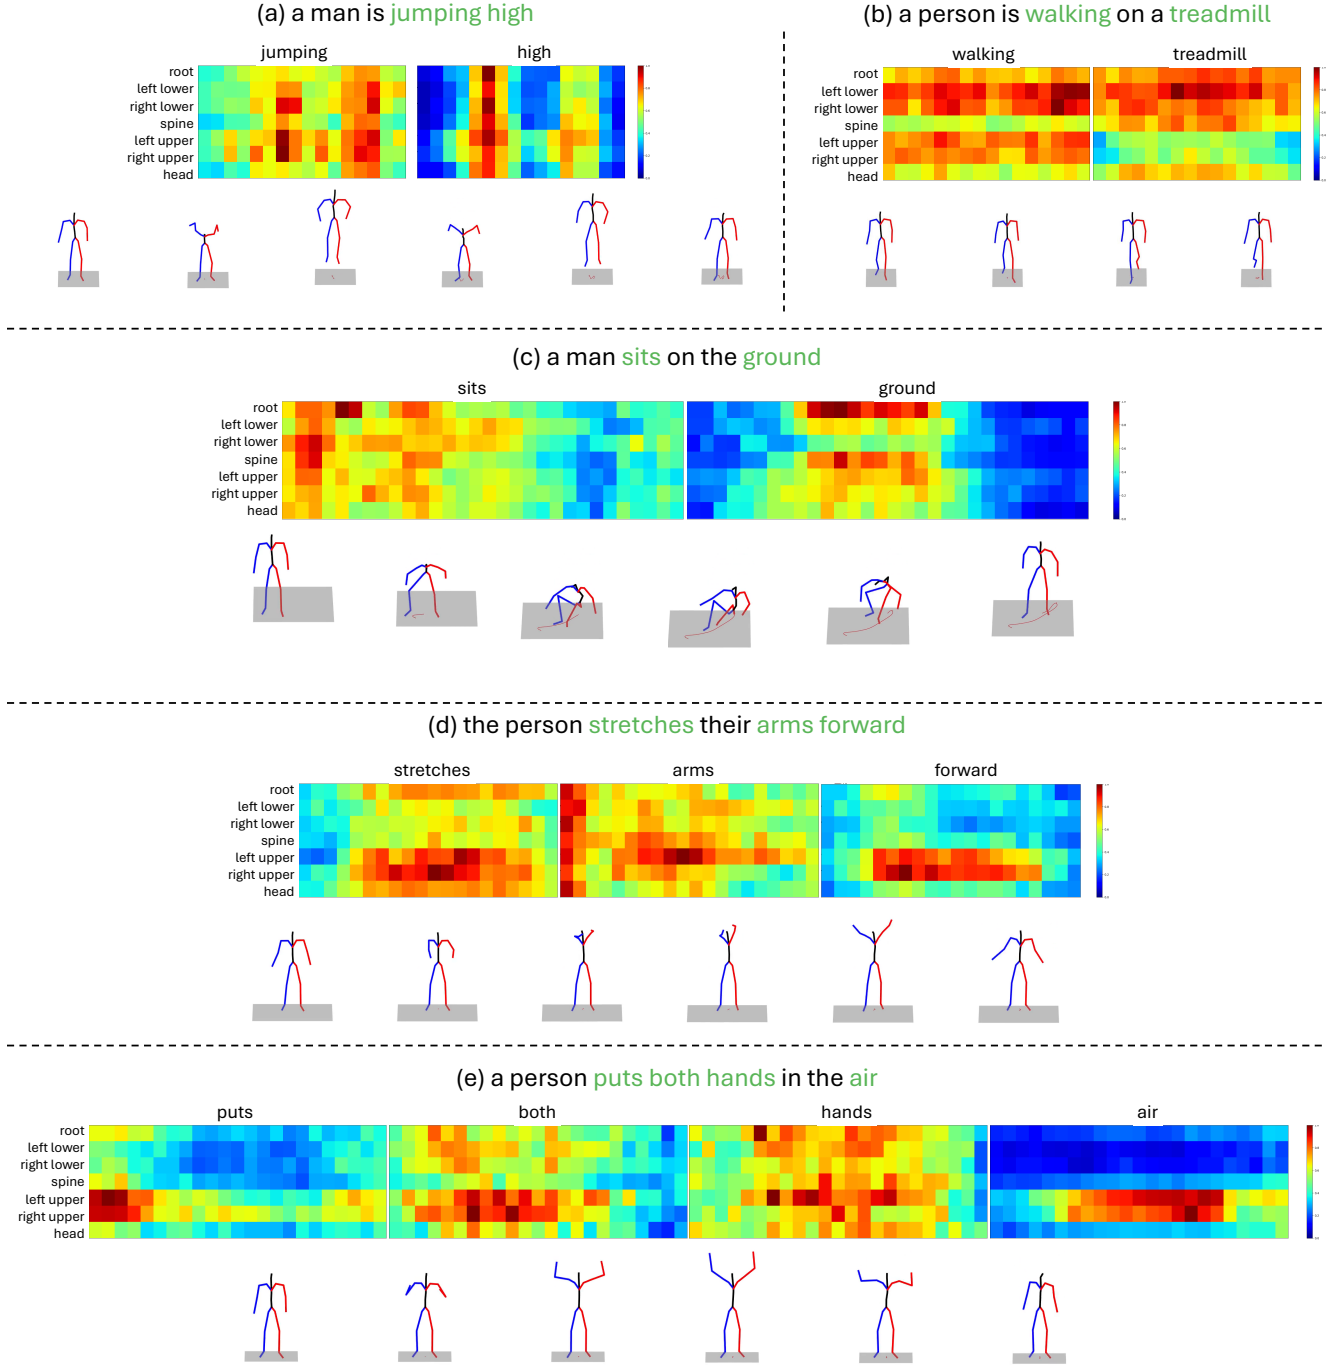 (a) a man is jumping high
jumping
high
root
left lower
right lower
spine
left upper
right upper
head
(b) a person is walking on a treadmill
walking
treadmill
root
left lower
right lower
spine
left upper
right upper
head
(c) a man sits on the ground
sits
ground
root
left lower
right lower
spine
left upper
right upper
head
(d) the person stretches their arms forward
stretches
arms
forward
root
left lower
right lower
spine
left upper
right upper
head
(e) a person puts both hands in the air
puts
both
hands
air
root
left lower
right lower
spine
left upper
right upper
head